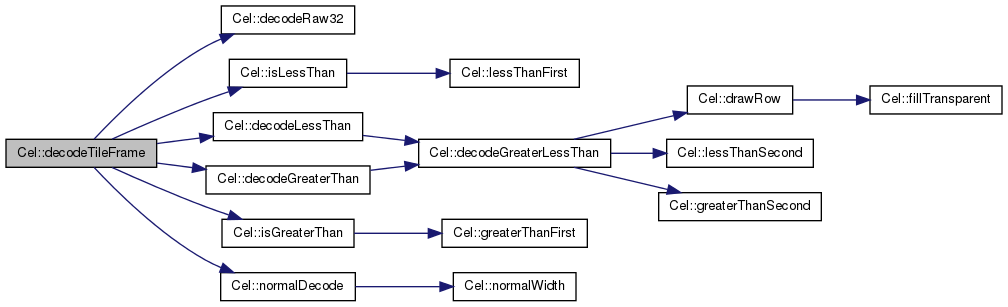 Cel::decodeRaw32
Cel::isLessThan
Cel::lessThanFirst
Cel::drawRow
Cel::fillTransparent
Cel::decodeLessThan
Cel::decodeTileFrame
Cel::decodeGreaterLessThan
Cel::lessThanSecond
Cel::decodeGreaterThan
Cel::greaterThanSecond
Cel::isGreaterThan
Cel::greaterThanFirst
Cel::normalDecode
Cel::normalWidth